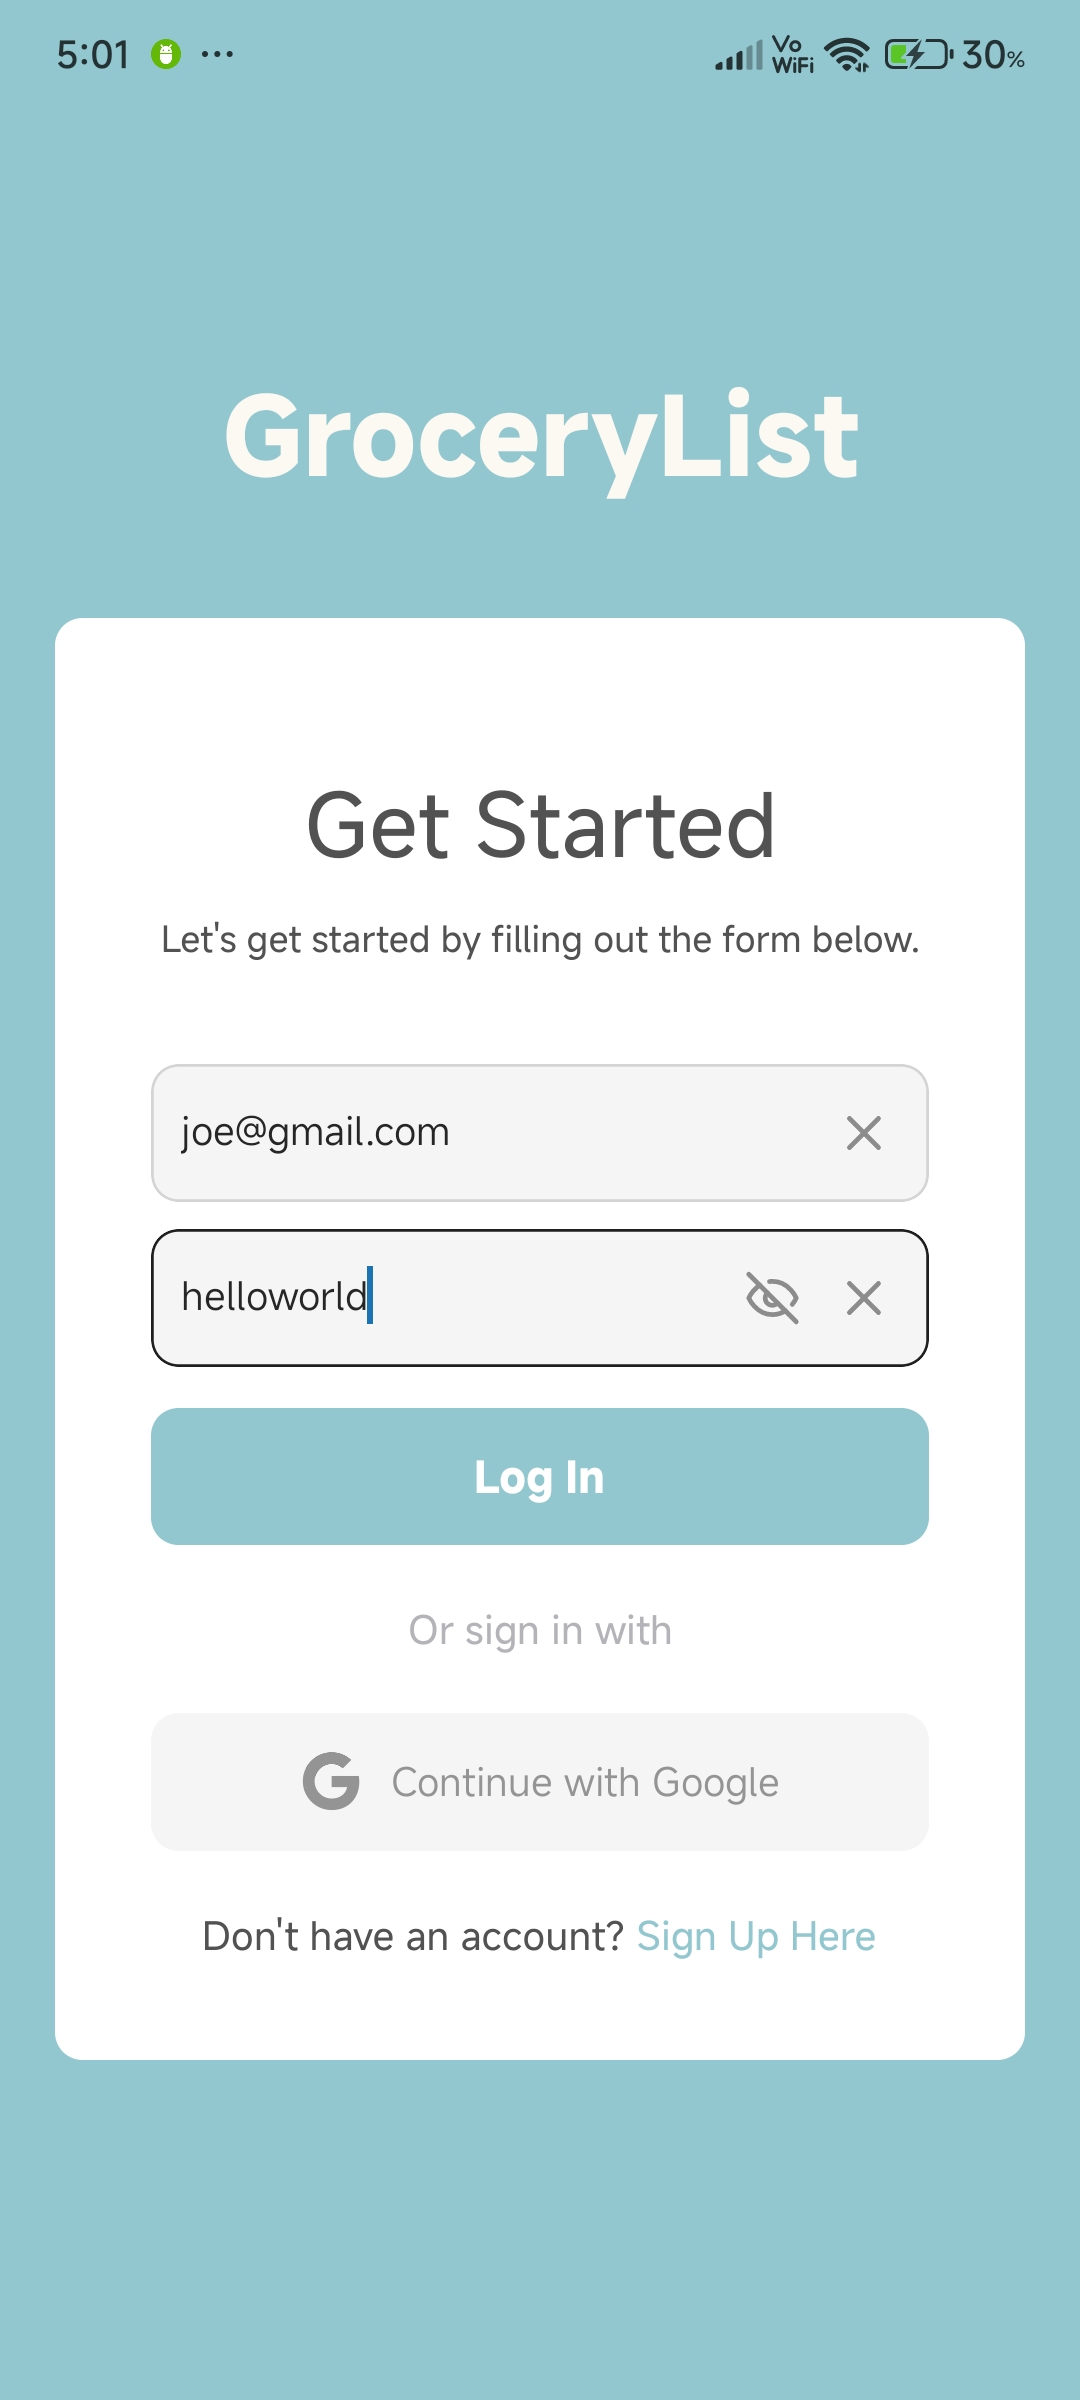 5:01 ... Vo WiFi 30%
GroceryList
Get Started
Let's get started by filling out the form below.
joe@gmail.com
helloworld
Log In
Or sign in with
G Continue with Google
Don't have an account? Sign Up Here